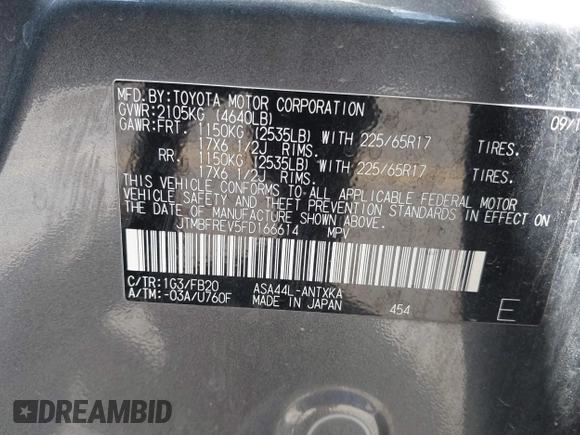 MFD.BY:TOYOTA MOTOR CORPORATION 09/1
GVWR:2105KG (4640LB)
GAWR:FRT. 1150KG (2535LB) WITH 225/65R17 TIRES.
17X6 1/2J RIMS.
RR. 1150KG (2535LB) WITH 225/65R17 TIRES.
17X6 1/2J RIMS.
THIS VEHICLE CONFORMS TO ALL APPLICABLE FEDERAL MOTOR
VEHICLE SAFETY AND THEFT PREVENTION STANDARDS IN EFFECT ON
THE DATE OF MANUFACTURE SHOWN ABOVE.
JTMBFREV5FD166614 MPV
C/TR:1G3/FB20 ASA44L-ANTXKA
A/TM:-03A/U760F MADE IN JAPAN 454 E
DREAMBID